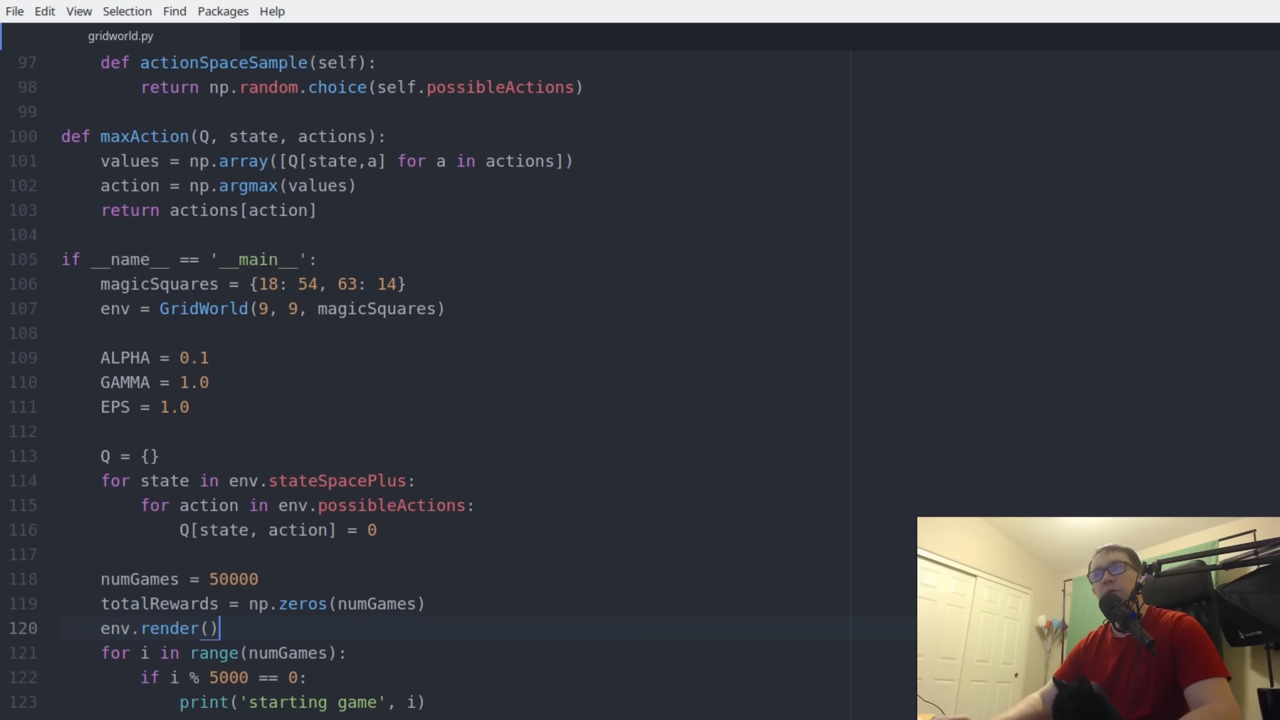 File Edit View Selection Find Packages Help
gridworld.py
97 def actionSpaceSample(self):
98 return np.random.choice(self.possibleActions)
99
100 def maxAction(Q, state, actions):
101 values = np.array([Q[state,a] for a in actions])
102 action = np.argmax(values)
103 return actions[action]
104
105 if __name__ == '__main__':
106 magicSquares = {18: 54, 63: 14}
107 env = GridWorld(9, 9, magicSquares)
108
109 ALPHA = 0.1
110 GAMMA = 1.0
111 EPS = 1.0
112
113 Q = {}
114 for state in env.stateSpacePlus:
115 for action in env.possibleActions:
116 Q[state, action] = 0
117
118 numGames = 50000
119 totalRewards = np.zeros(numGames)
120 env.render()
121 for i in range(numGames):
122 if i % 5000 == 0:
123 print('starting game', i)